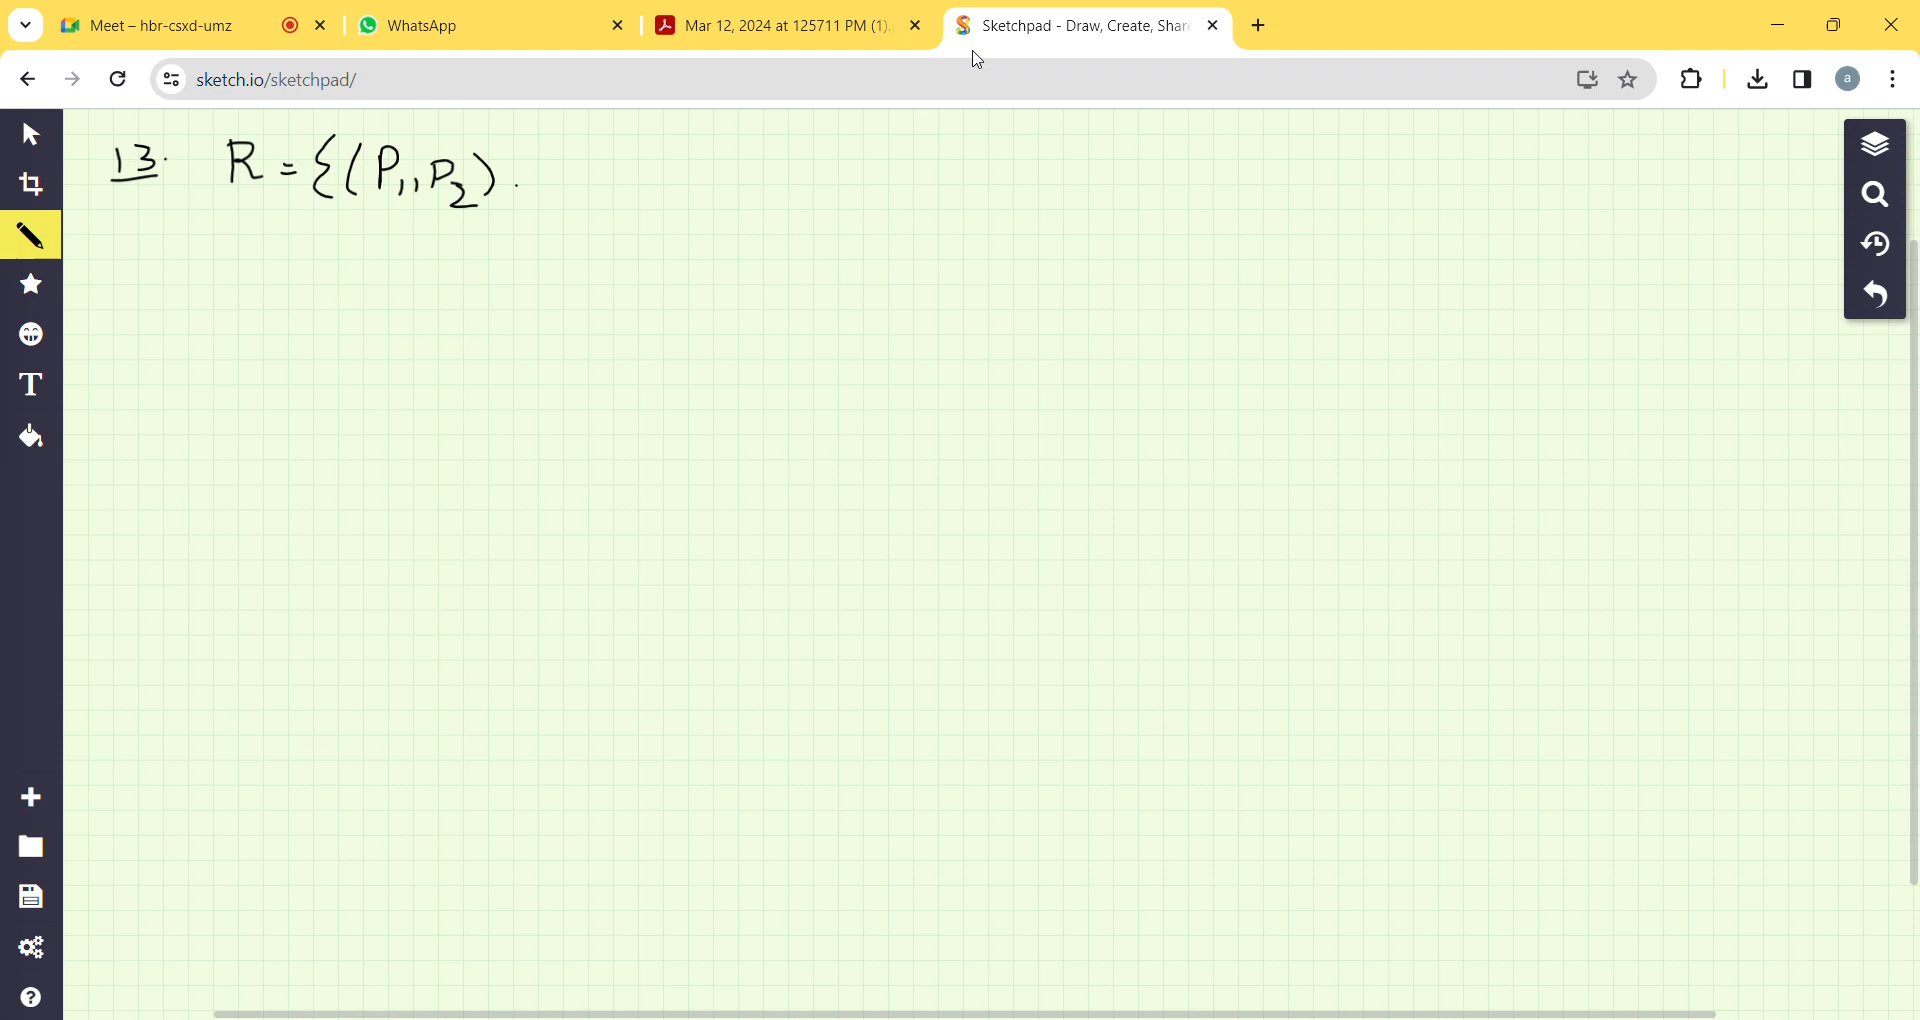 Meet – hbr-csxd-umz
WhatsApp
Mar 12, 2024 at 125711 PM (1).
Sketchpad - Draw, Create, Share
sketch.io/sketchpad/
a
13. R = {(P₁, P₂).
T
?